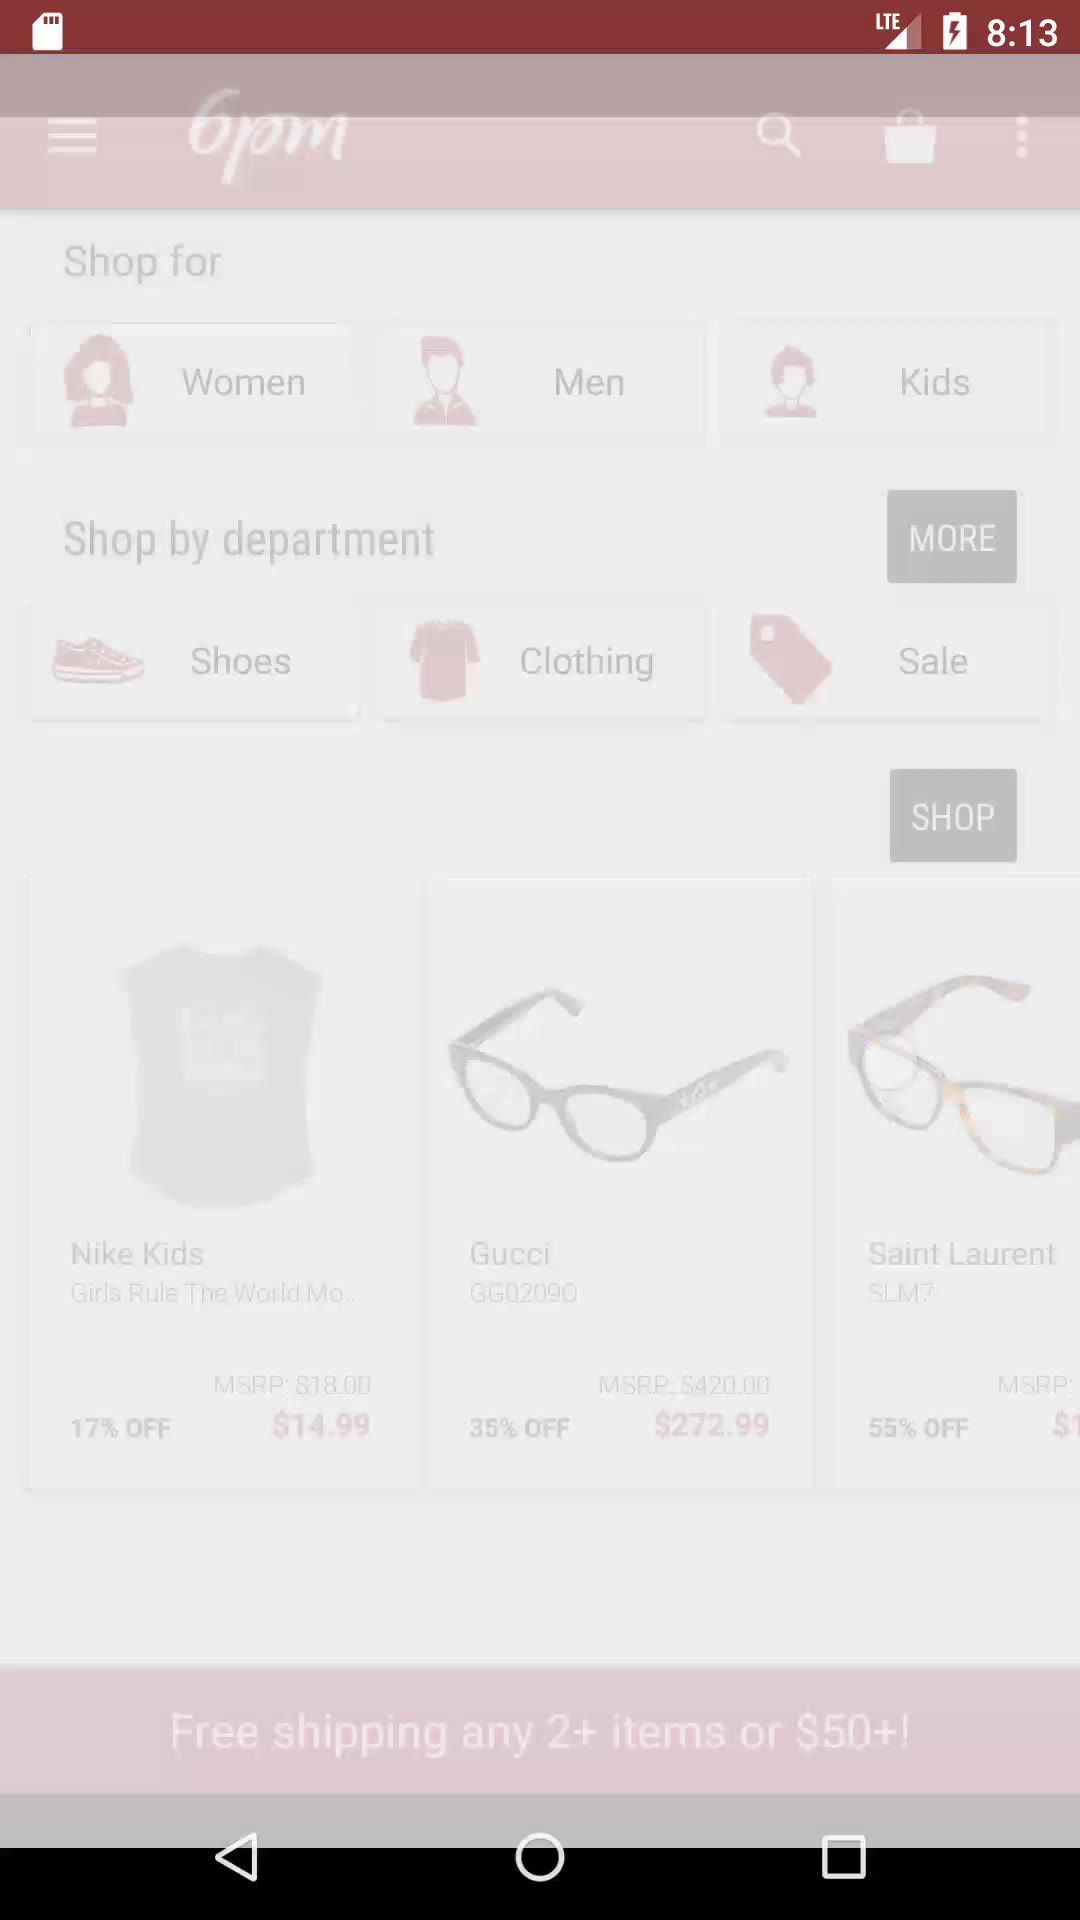 LTE 8:13
6pm
Shop for
Women Men Kids
Shop by department MORE
Shoes Clothing Sale
SHOP
Nike Kids Gucci Saint Laurent
Girls Rule The World Mo... GG0209O SLM7
MSRP: $18.00 MSRP: $420.00 MSRP:
17% OFF $14.99 35% OFF $272.99 55% OFF $1
Free shipping any 2+ items or $50+!